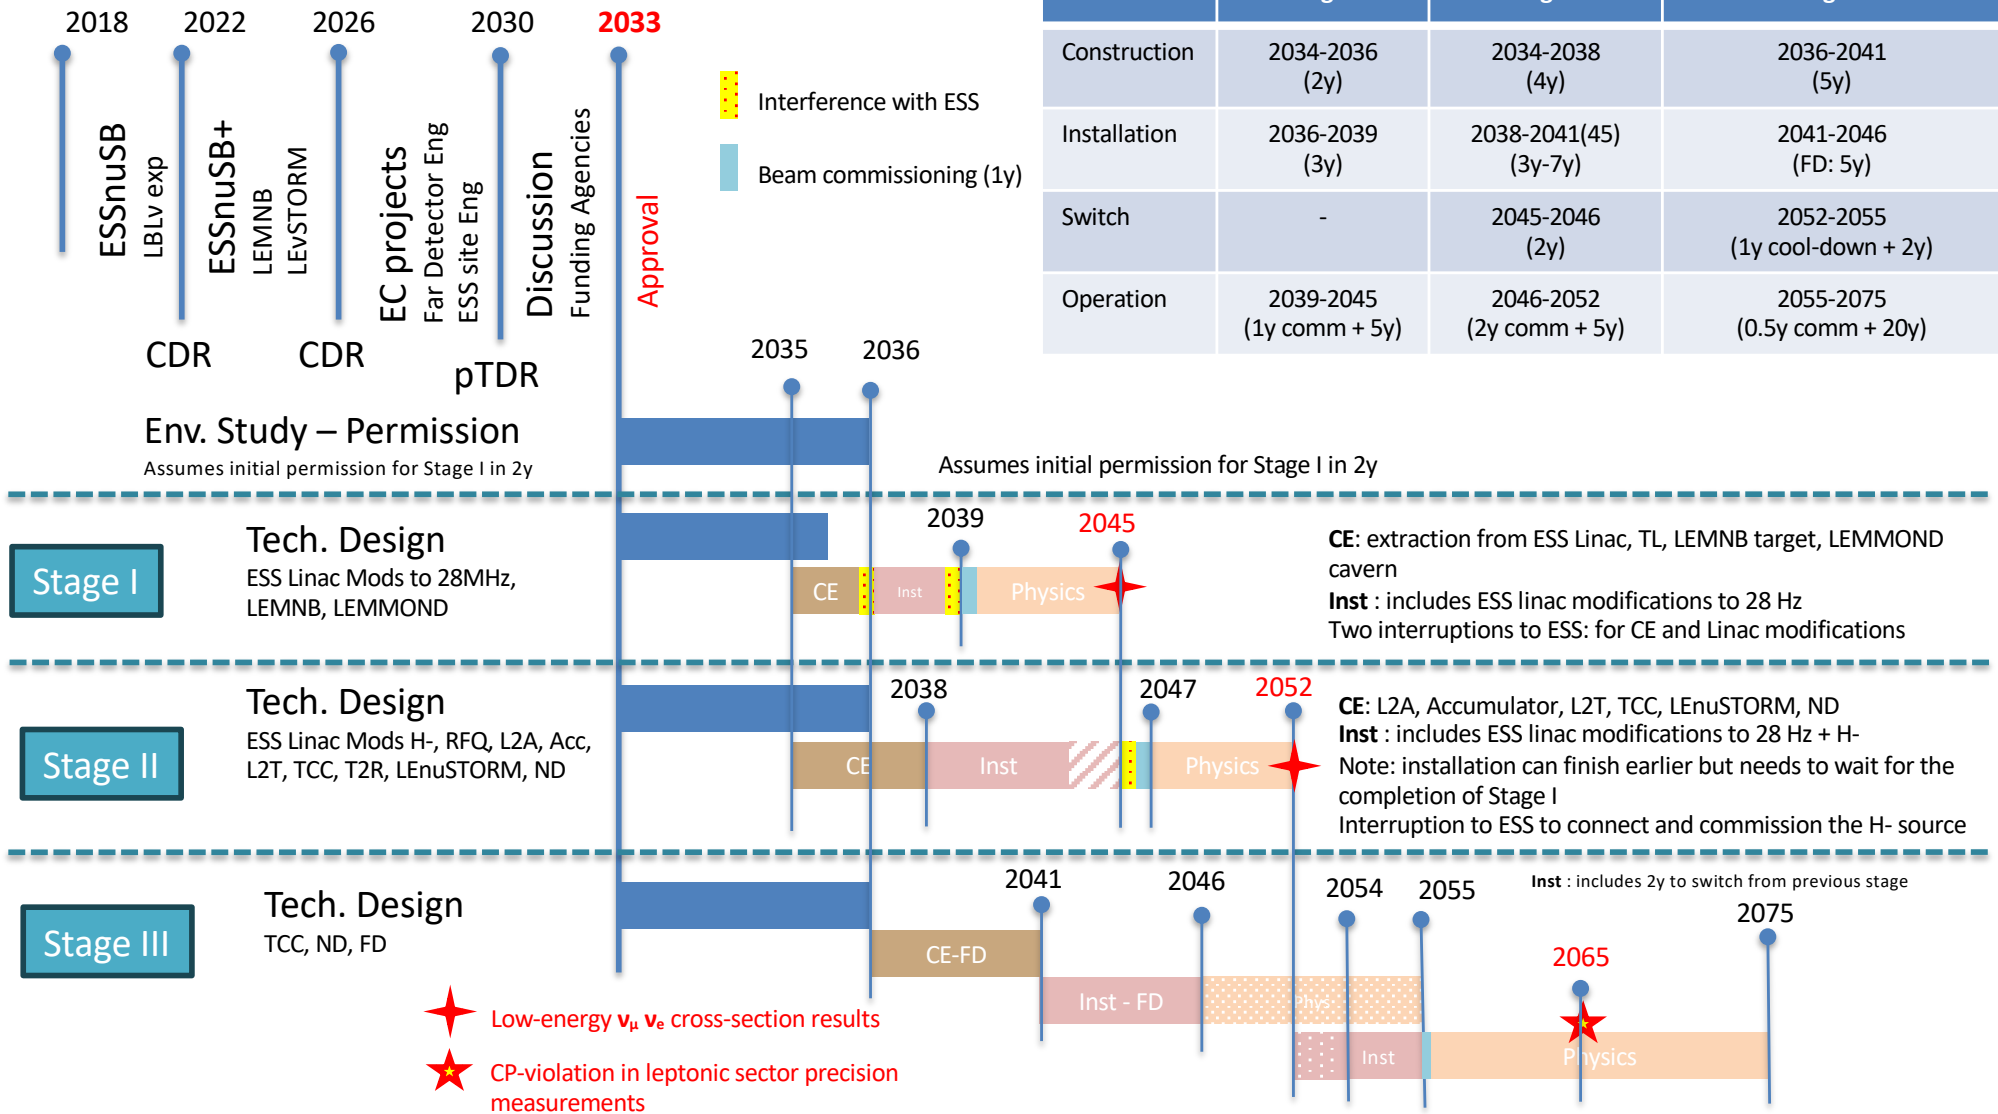 2018
2022
2026
2030
2033
ESSnuSB
LBLν exp
ESSnuSB+
LEMNB
LEνSTORM
EC projects
Far Detector Eng
ESS site Eng
Discussion
Funding Agencies
Approval
CDR
CDR
pTDR
Interference with ESS
Beam commissioning (1y)
Construction
2034-2036
(2y)
2034-2038
(4y)
2036-2041
(5y)
Installation
2036-2039
(3y)
2038-2041(45)
(3y-7y)
2041-2046
(FD: 5y)
Switch
-
2045-2046
(2y)
2052-2055
(1y cool-down + 2y)
Operation
2039-2045
(1y comm + 5y)
2046-2052
(2y comm + 5y)
2055-2075
(0.5y comm + 20y)
2035
2036
Env. Study – Permission
Assumes initial permission for Stage I in 2y
Assumes initial permission for Stage I in 2y
Stage I
Tech. Design
ESS Linac Mods to 28MHz,
LEMNB, LEMMOND
2039
2045
CE
Inst
Physics
CE: extraction from ESS Linac, TL, LEMNB target, LEMMOND
cavern
Inst : includes ESS linac modifications to 28 Hz
Two interruptions to ESS: for CE and Linac modifications
Stage II
Tech. Design
ESS Linac Mods H-, RFQ, L2A, Acc,
L2T, TCC, T2R, LEnuSTORM, ND
2038
2047
2052
CE
Inst
Physics
CE: L2A, Accumulator, L2T, TCC, LEnuSTORM, ND
Inst : includes ESS linac modifications to 28 Hz + H-
Note: installation can finish earlier but needs to wait for the
completion of Stage I
Interruption to ESS to connect and commission the H- source
Stage III
Tech. Design
TCC, ND, FD
2041
2046
2054
2055
Inst : includes 2y to switch from previous stage
2075
2065
CE-FD
Inst - FD
Phys
Inst
Physics
Low-energy νμ νe cross-section results
CP-violation in leptonic sector precision
measurements